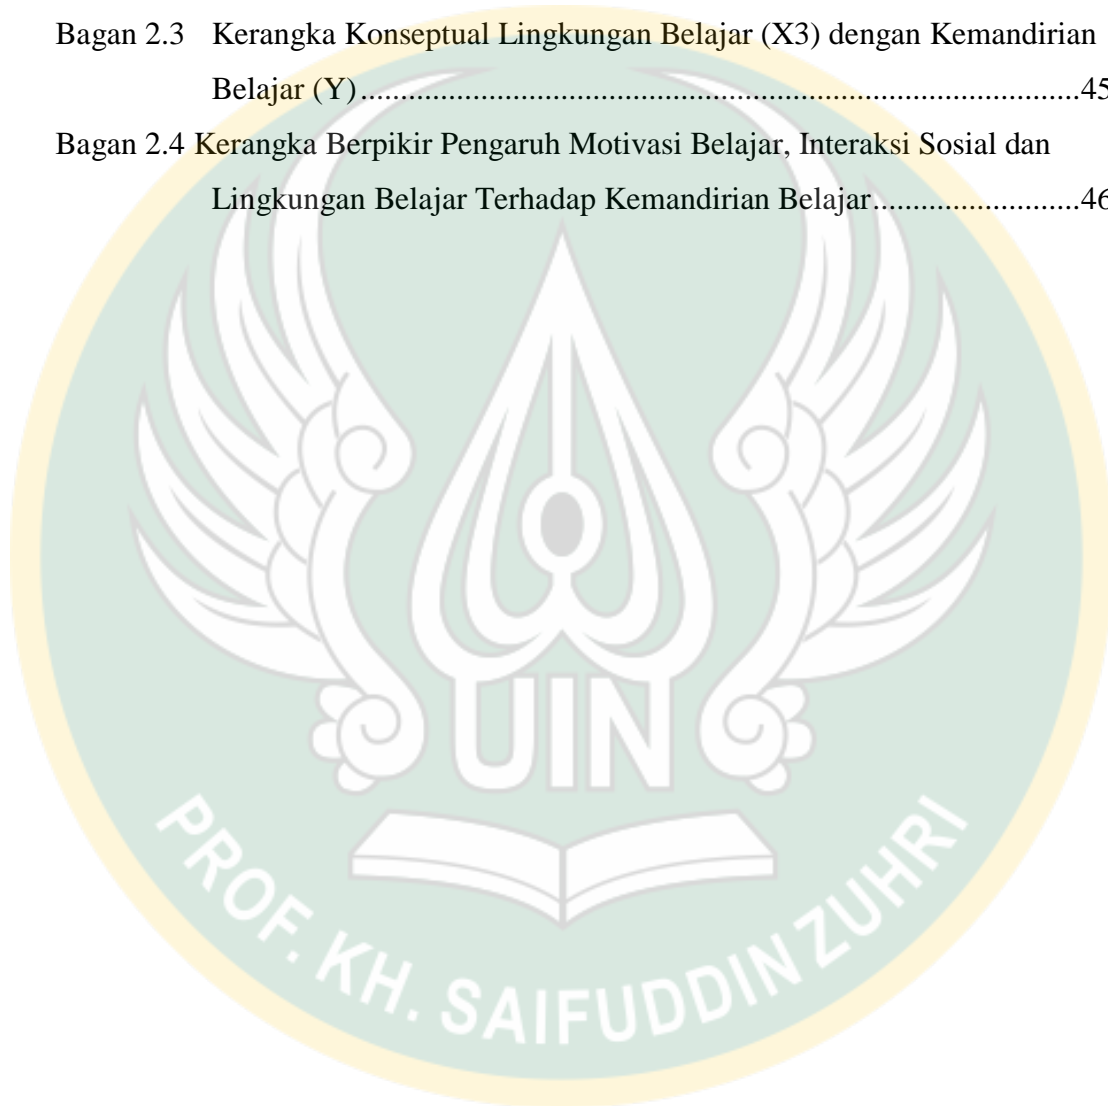 Bagan 2.3 Kerangka Konseptual Lingkungan Belajar (X3) dengan Kemandirian
Belajar (Y)................................................................................................45
Bagan 2.4 Kerangka Berpikir Pengaruh Motivasi Belajar, Interaksi Sosial dan
Lingkungan Belajar Terhadap Kemandirian Belajar..........................46
UIN
PROF. KH. SAIFUDDIN ZUHRI